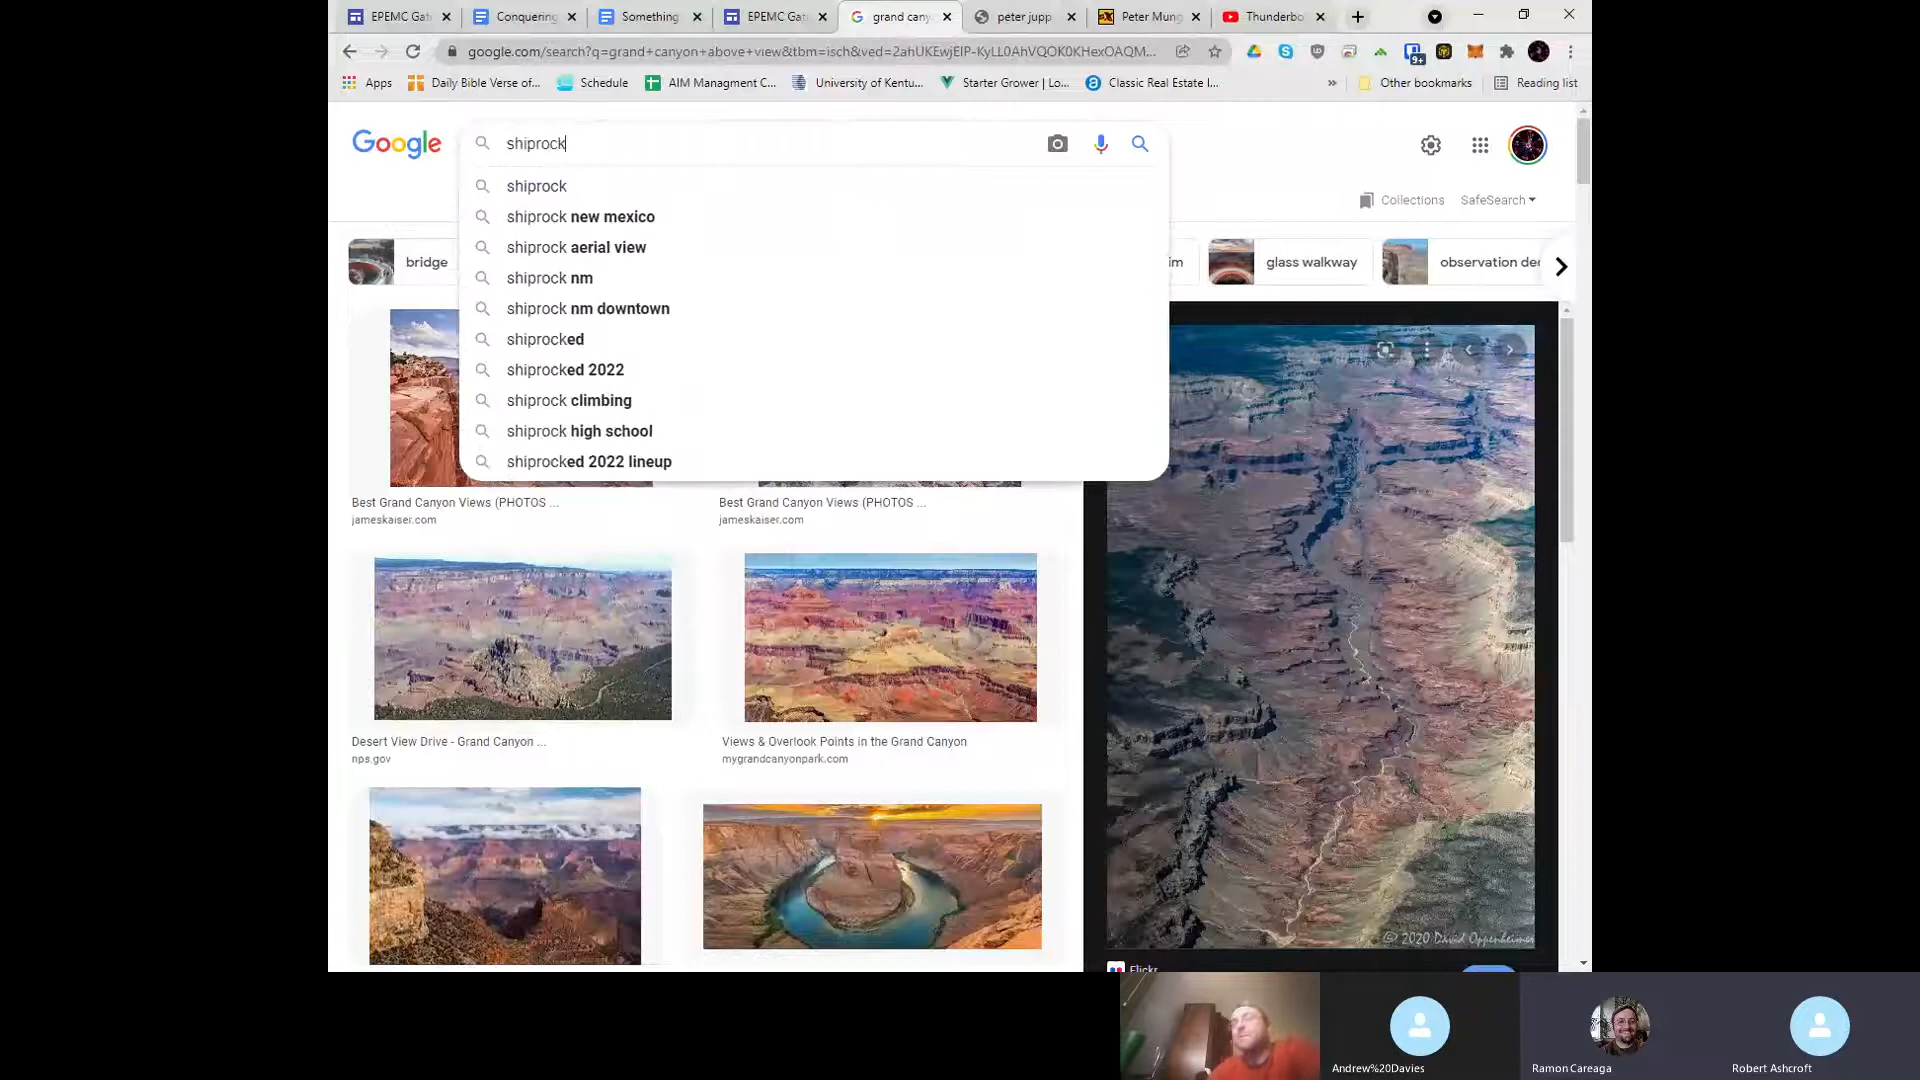 EPEMC Gat
Conquering
Something
EPEMC Gat
grand cany
peter jupp
Peter Mung
Thunderbo
google.com/search?q=grand+canyon+above+view&tbm=isch&ved=2ahUKEwjEIP-KyLL0AhVQOK0KHexOAQM...
9+
Apps
Daily Bible Verse of...
Schedule
AIM Managment C...
University of Kentu...
Starter Grower | Lo...
Classic Real Estate I...
»
Other bookmarks
Reading list
Google
shiprock
shiprock
shiprock new mexico
shiprock aerial view
shiprock nm
shiprock nm downtown
shiprocked
shiprocked 2022
shiprock climbing
shiprock high school
shiprocked 2022 lineup
Collections
SafeSearch
bridge
im
glass walkway
observation dec
Best Grand Canyon Views (PHOTOS ...
jameskaiser.com
Best Grand Canyon Views (PHOTOS ...
jameskaiser.com
Desert View Drive - Grand Canyon ...
nps.gov
Views & Overlook Points in the Grand Canyon
mygrandcanyonpark.com
© 2020 David Oppenheimer
Flickr
Andrew%20Davies
Ramon Careaga
Robert Ashcroft